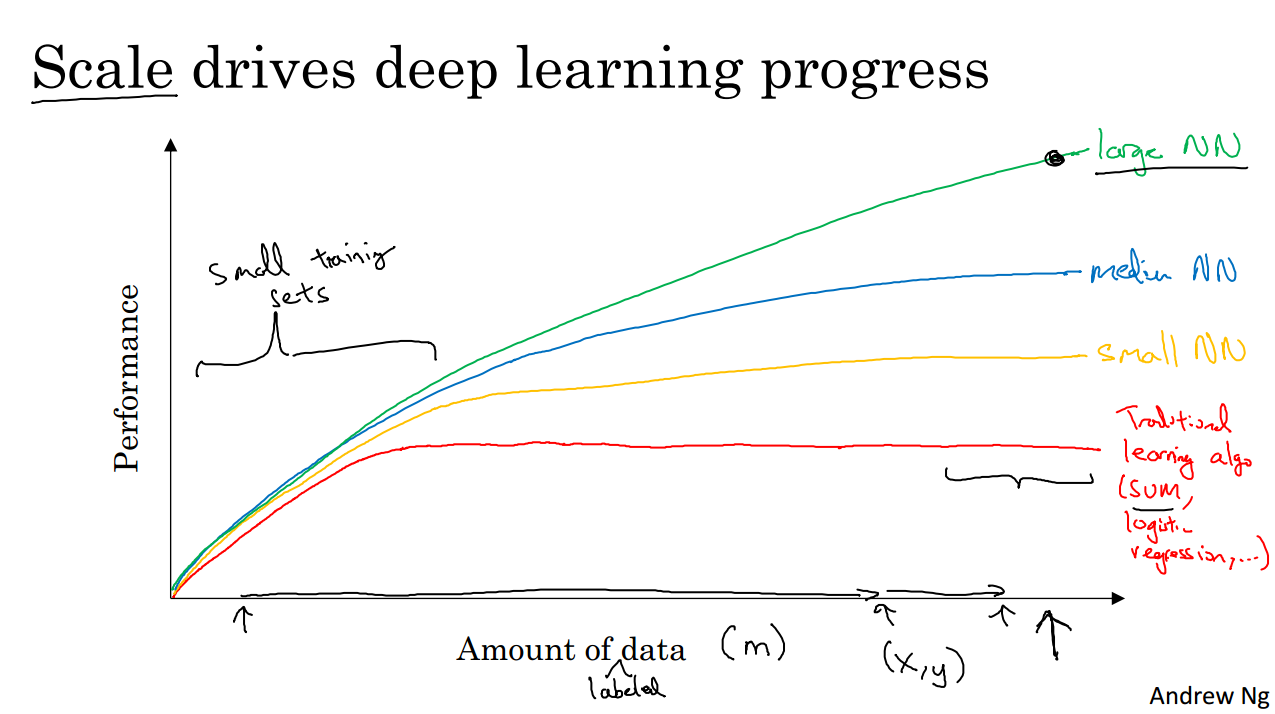 Scale drives deep learning progress
large NN
small training
sets
medium NN
small NN
Performance
Traditional
learning algo
(SVM,
logistic
regression,...)
Amount of data (m)
labeled
(x,y)
Andrew Ng